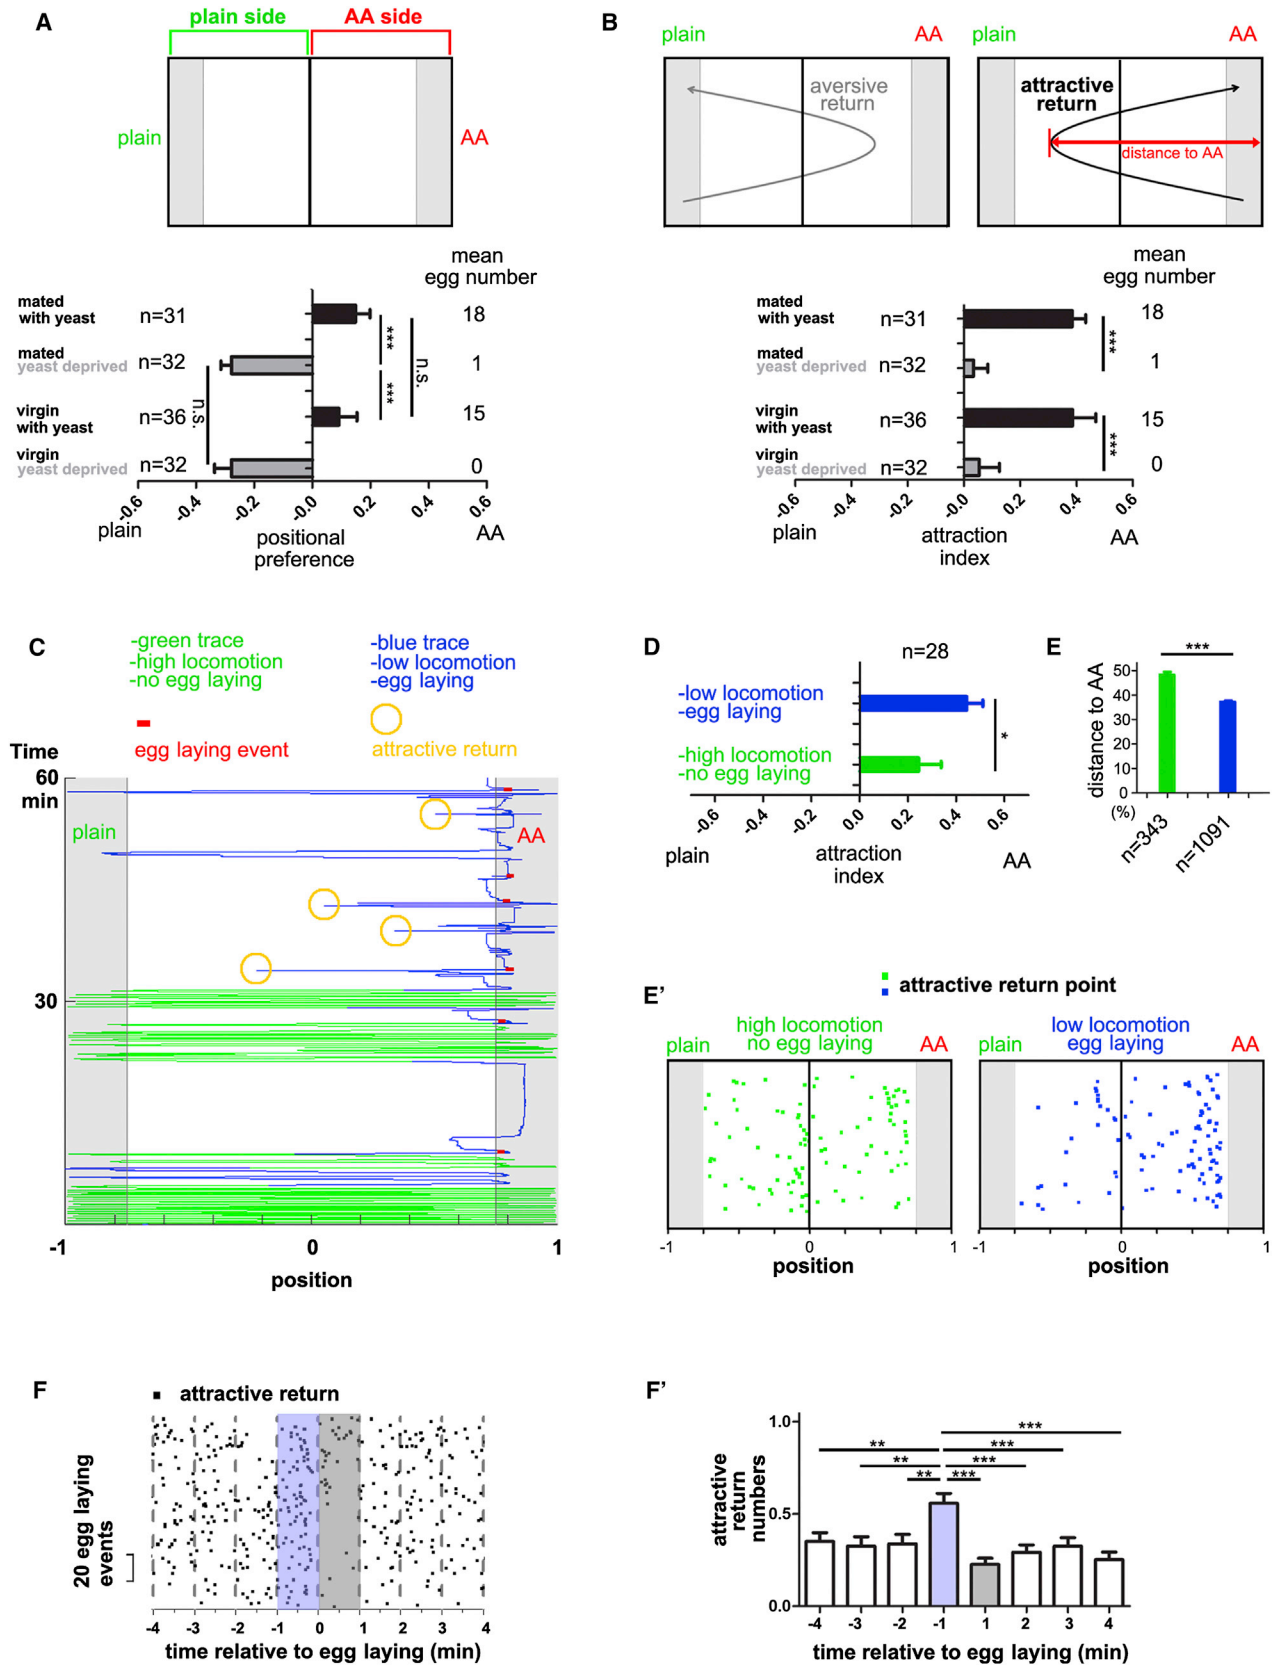 A
plain side
AA side
plain
AA
mean
egg number
mated
with yeast
n=31
18
mated
yeast deprived
n=32
1
virgin
with yeast
n=36
15
virgin
yeast deprived
n=32
0
***
***
n.s.
n.s.
-0.6
-0.4
-0.2
-0.0
0.2
0.4
0.6
plain
positional
preference
AA
B
plain
AA
aversive
return
plain
AA
attractive
return
distance to AA
mean
egg number
mated
with yeast
n=31
18
mated
yeast deprived
n=32
1
virgin
with yeast
n=36
15
virgin
yeast deprived
n=32
0
***
***
-0.6
-0.4
-0.2
-0.0
0.2
0.4
0.6
plain
attraction
index
AA
C
-green trace
-high locomotion
-no egg laying
-blue trace
-low locomotion
-egg laying
egg laying event
attractive return
Time
60
min
plain
AA
30
-1
0
1
position
D
n=28
-low locomotion
-egg laying
-high locomotion
-no egg laying
*
-0.6
-0.4
-0.2
0.0
0.2
0.4
0.6
plain
attraction
index
AA
E
***
distance to AA
50
40
30
20
10
0
(%)
n=343
n=1091
E'
attractive return point
high locomotion
no egg laying
plain
AA
low locomotion
egg laying
plain
AA
-1
0
1
position
-1
0
1
position
F
attractive return
20 egg laying
events
-4
-3
-2
-1
0
1
2
3
4
time relative to egg laying (min)
F'
attractive
return
numbers
1.0
0.5
0.0
***
**
***
**
***
**
***
-4
-3
-2
-1
1
2
3
4
time relative to egg laying (min)